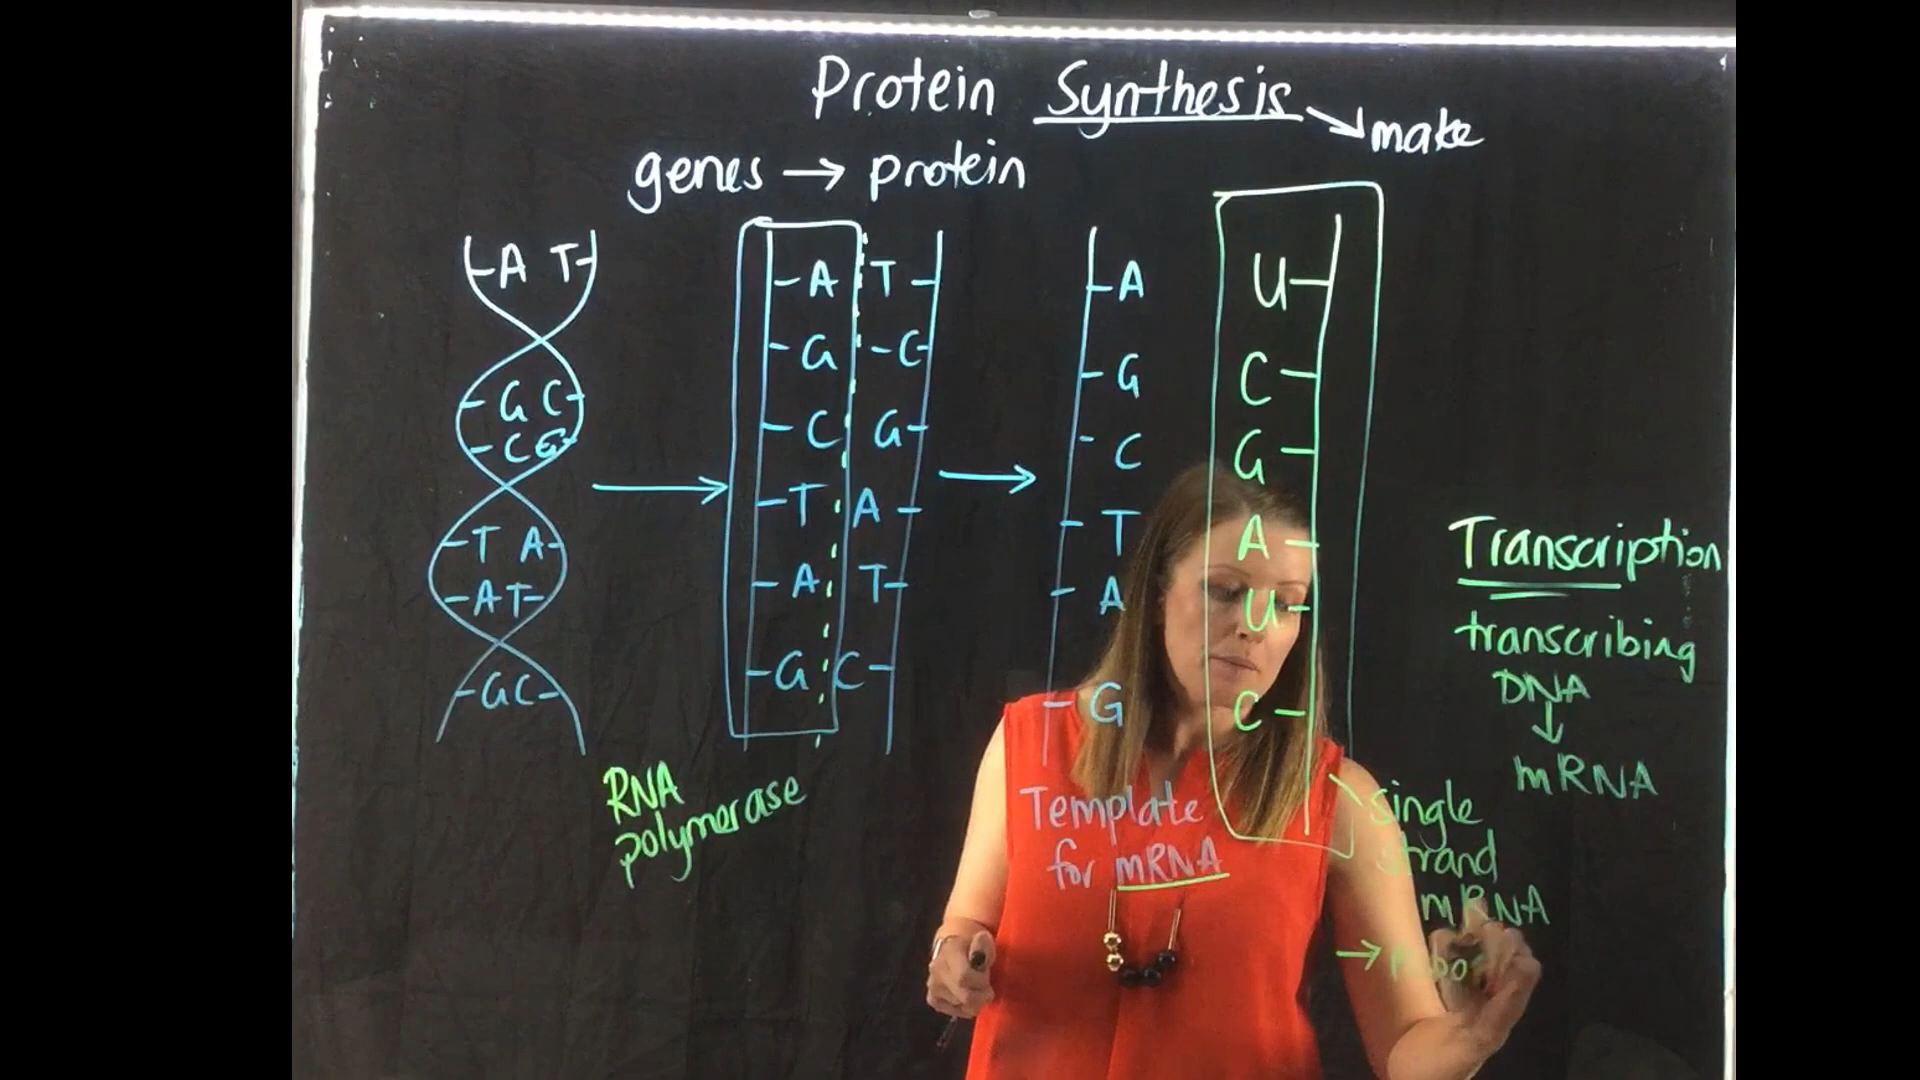 Protein Synthesis → make
genes → protein
A T
G C
C G
T A
A T
G C
A T
G C
C G
T A
A T
G C
RNA
polymerase
A U
G C
C G
T A
A U
G C
Template
for mRNA
Transcription
transcribing
DNA
↓
mRNA
single
strand
mRNA
→